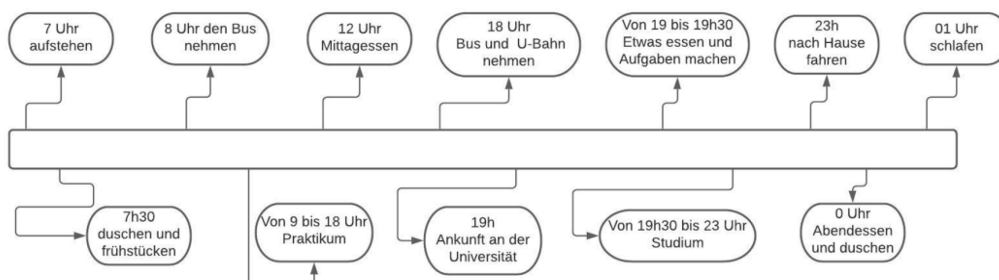 7 Uhr
aufstehen
8 Uhr den Bus
nehmen
12 Uhr
Mittagessen
18 Uhr
Bus und U-Bahn
nehmen
Von 19 bis 19h30
Etwas essen und
Aufgaben machen
23h
nach Hause
fahren
01 Uhr
schlafen
7h30
duschen und
frühstücken
Von 9 bis 18 Uhr
Praktikum
19h
Ankunft an der
Universität
Von 19h30 bis 23 Uhr
Studium
0 Uhr
Abendessen
und duschen